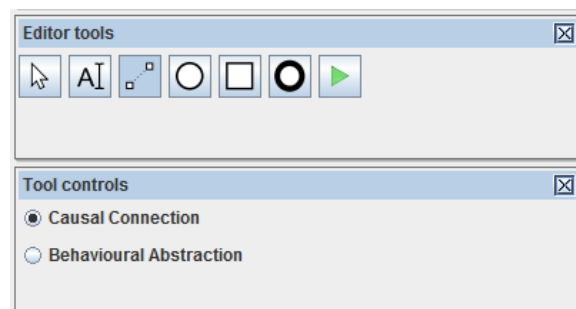 Editor tools
A
Tool controls
Causal Connection
Behavioural Abstraction